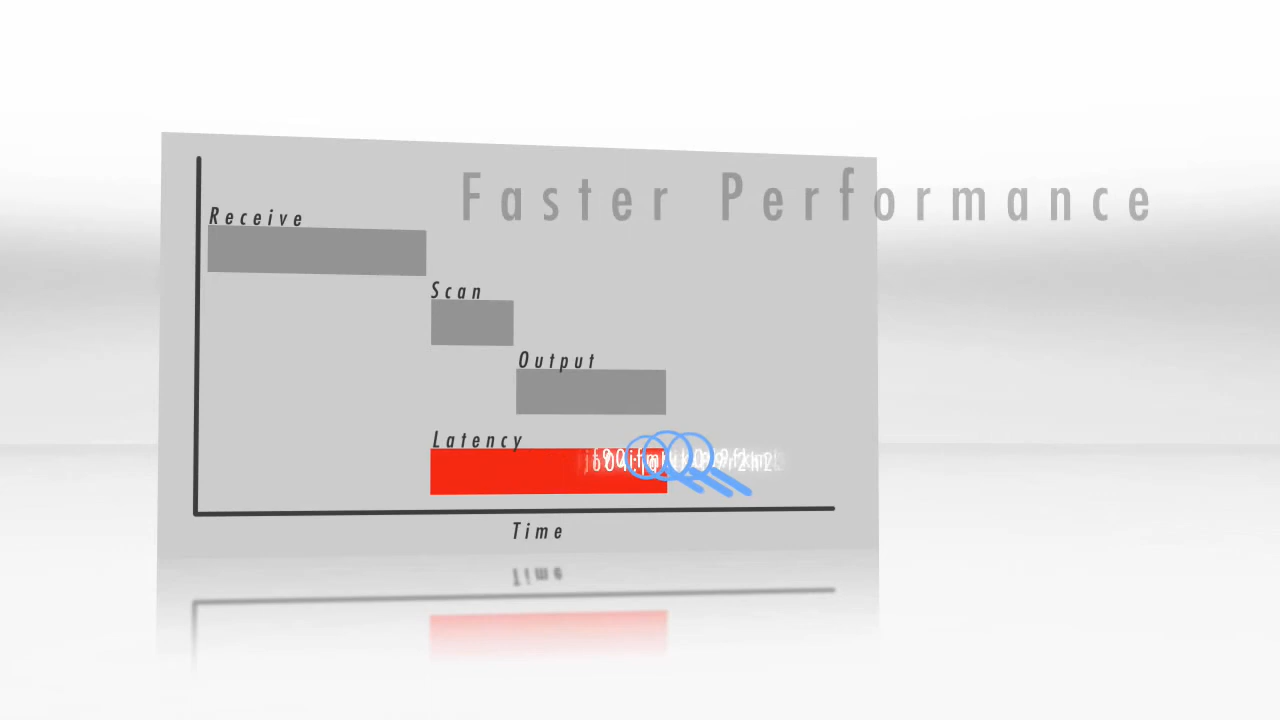 Faster Performance
Receive
Scan
Output
Latency
Time